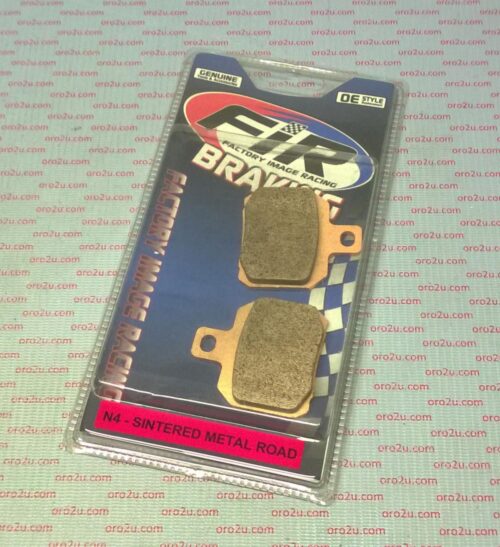 GENUINE
OE STYLE
FIR
FACTORY IMAGE RACING
BRAKING
FACTORY IMAGE RACING
N4 - SINTERED METAL ROAD
oro2u.com